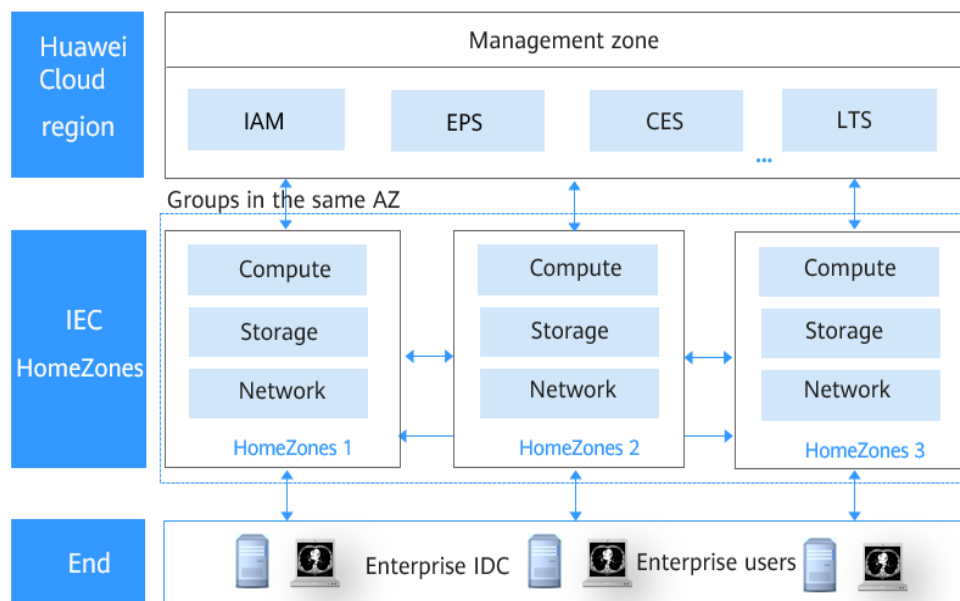 Huawei
Cloud
region
Management zone
IAM
EPS
CES
LTS
...
Groups in the same AZ
IEC
HomeZones
Compute
Storage
Network
HomeZones 1
Compute
Storage
Network
HomeZones 2
Compute
Storage
Network
HomeZones 3
End
Enterprise IDC
Enterprise users